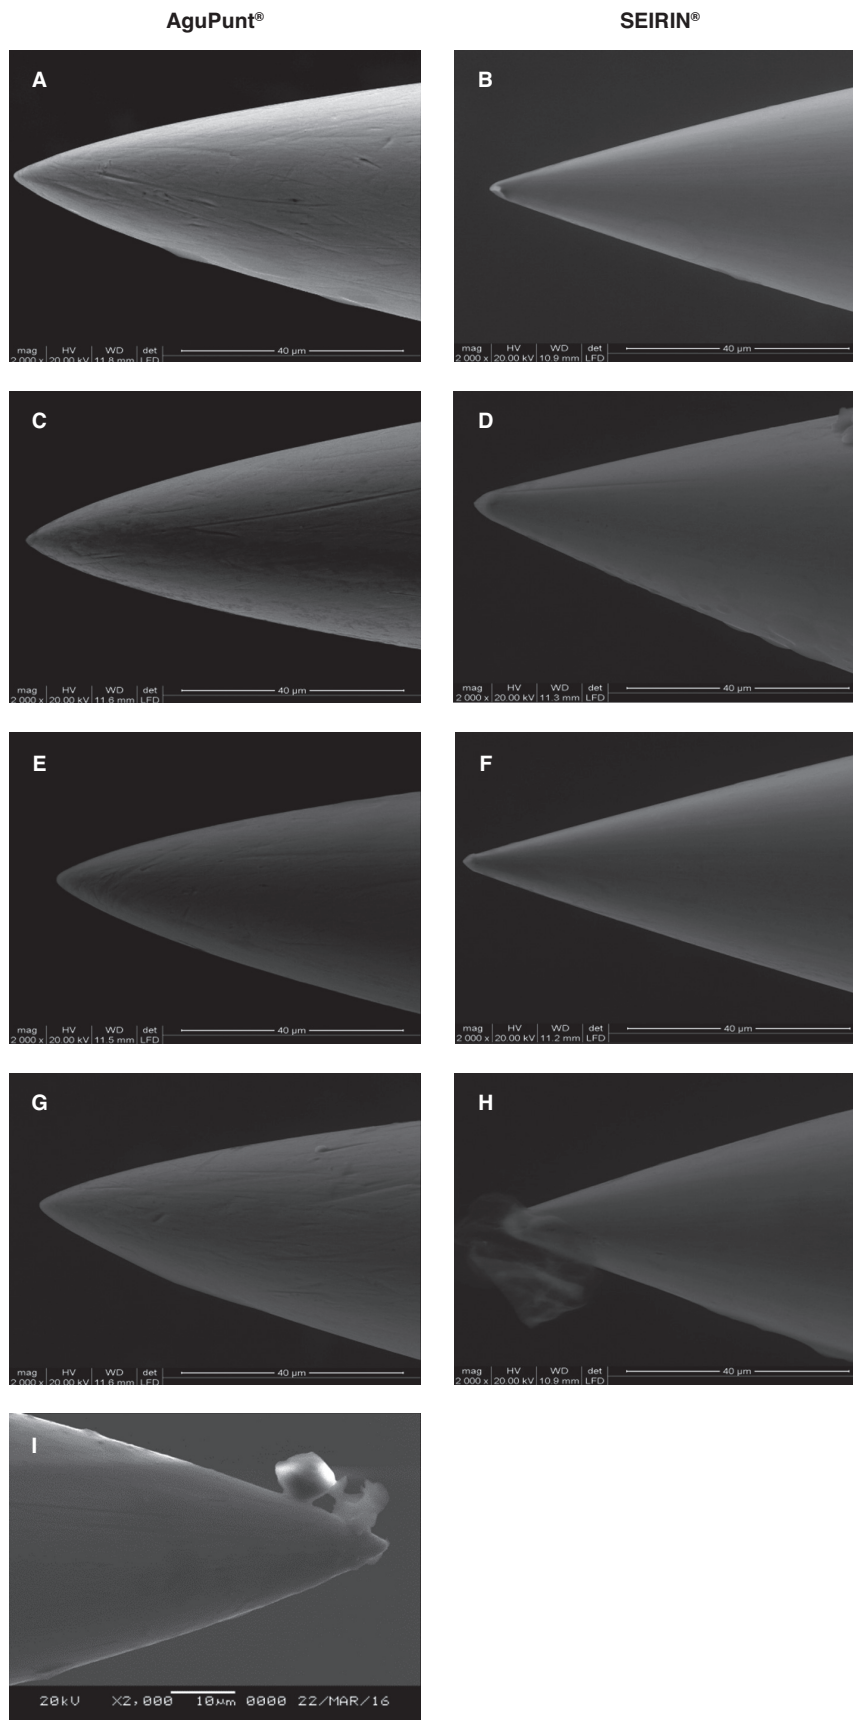 AguPunt®
SEIRIN®
A
mag HV WD det 40 µm
2 000 x 20.00 kV 11.8 mm LFD
B
mag HV WD det 40 µm
2 000 x 20.00 kV 10.9 mm LFD
C
mag HV WD det 40 µm
2 000 x 20.00 kV 11.6 mm LFD
D
mag HV WD det 40 µm
2 000 x 20.00 kV 11.3 mm LFD
E
mag HV WD det 40 µm
2 000 x 20.00 kV 11.5 mm LFD
F
mag HV WD det 40 µm
2 000 x 20.00 kV 11.2 mm LFD
G
mag HV WD det 40 µm
2 000 x 20.00 kV 11.6 mm LFD
H
mag HV WD det 40 µm
2 000 x 20.00 kV 10.9 mm LFD
I
20kV X2,000 10µm 0000 22/MAR/16